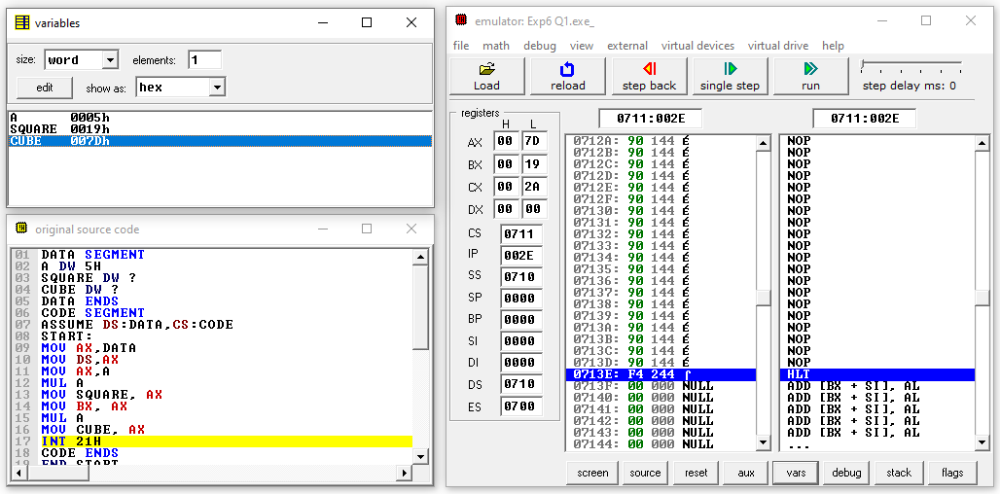 variables
size: word elements: 1
edit show as: hex
A 0005h
SQUARE 0019h
CUBE 007Dh
original source code
01 DATA SEGMENT
02 A DW 5H
03 SQUARE DW ?
04 CUBE DW ?
05 DATA ENDS
06 CODE SEGMENT
07 ASSUME DS:DATA,CS:CODE
08 START:
09 MOV AX,DATA
10 MOV DS,AX
11 MOV AX,A
12 MUL A
13 MOV SQUARE, AX
14 MOV BX, AX
15 MUL A
16 MOV CUBE, AX
17 INT 21H
18 CODE ENDS
19 END START
emulator: Exp6 Q1.exe_
file math debug view external virtual devices virtual drive help
Load reload step back single step run step delay ms: 0
registers
H L
AX 00 7D
BX 00 19
CX 00 2A
DX 00 00
CS 0711
IP 002E
SS 0710
SP 0000
BP 0000
SI 0000
DI 0000
DS 0710
ES 0700
0711:002E 0711:002E
0712A: 90 144 É NOP
0712B: 90 144 É NOP
0712C: 90 144 É NOP
0712D: 90 144 É NOP
0712E: 90 144 É NOP
0712F: 90 144 É NOP
07130: 90 144 É NOP
07131: 90 144 É NOP
07132: 90 144 É NOP
07133: 90 144 É NOP
07134: 90 144 É NOP
07135: 90 144 É NOP
07136: 90 144 É NOP
07137: 90 144 É NOP
07138: 90 144 É NOP
07139: 90 144 É NOP
0713A: 90 144 É NOP
0713B: 90 144 É NOP
0713C: 90 144 É NOP
0713D: 90 144 É NOP
0713E: F4 244 ⌠ HLT
0713F: 00 000 NULL ADD [BX + SI], AL
07140: 00 000 NULL ADD [BX + SI], AL
07141: 00 000 NULL ADD [BX + SI], AL
07142: 00 000 NULL ADD [BX + SI], AL
07143: 00 000 NULL ADD [BX + SI], AL
07144: 00 000 NULL ...
screen source reset aux vars debug stack flags